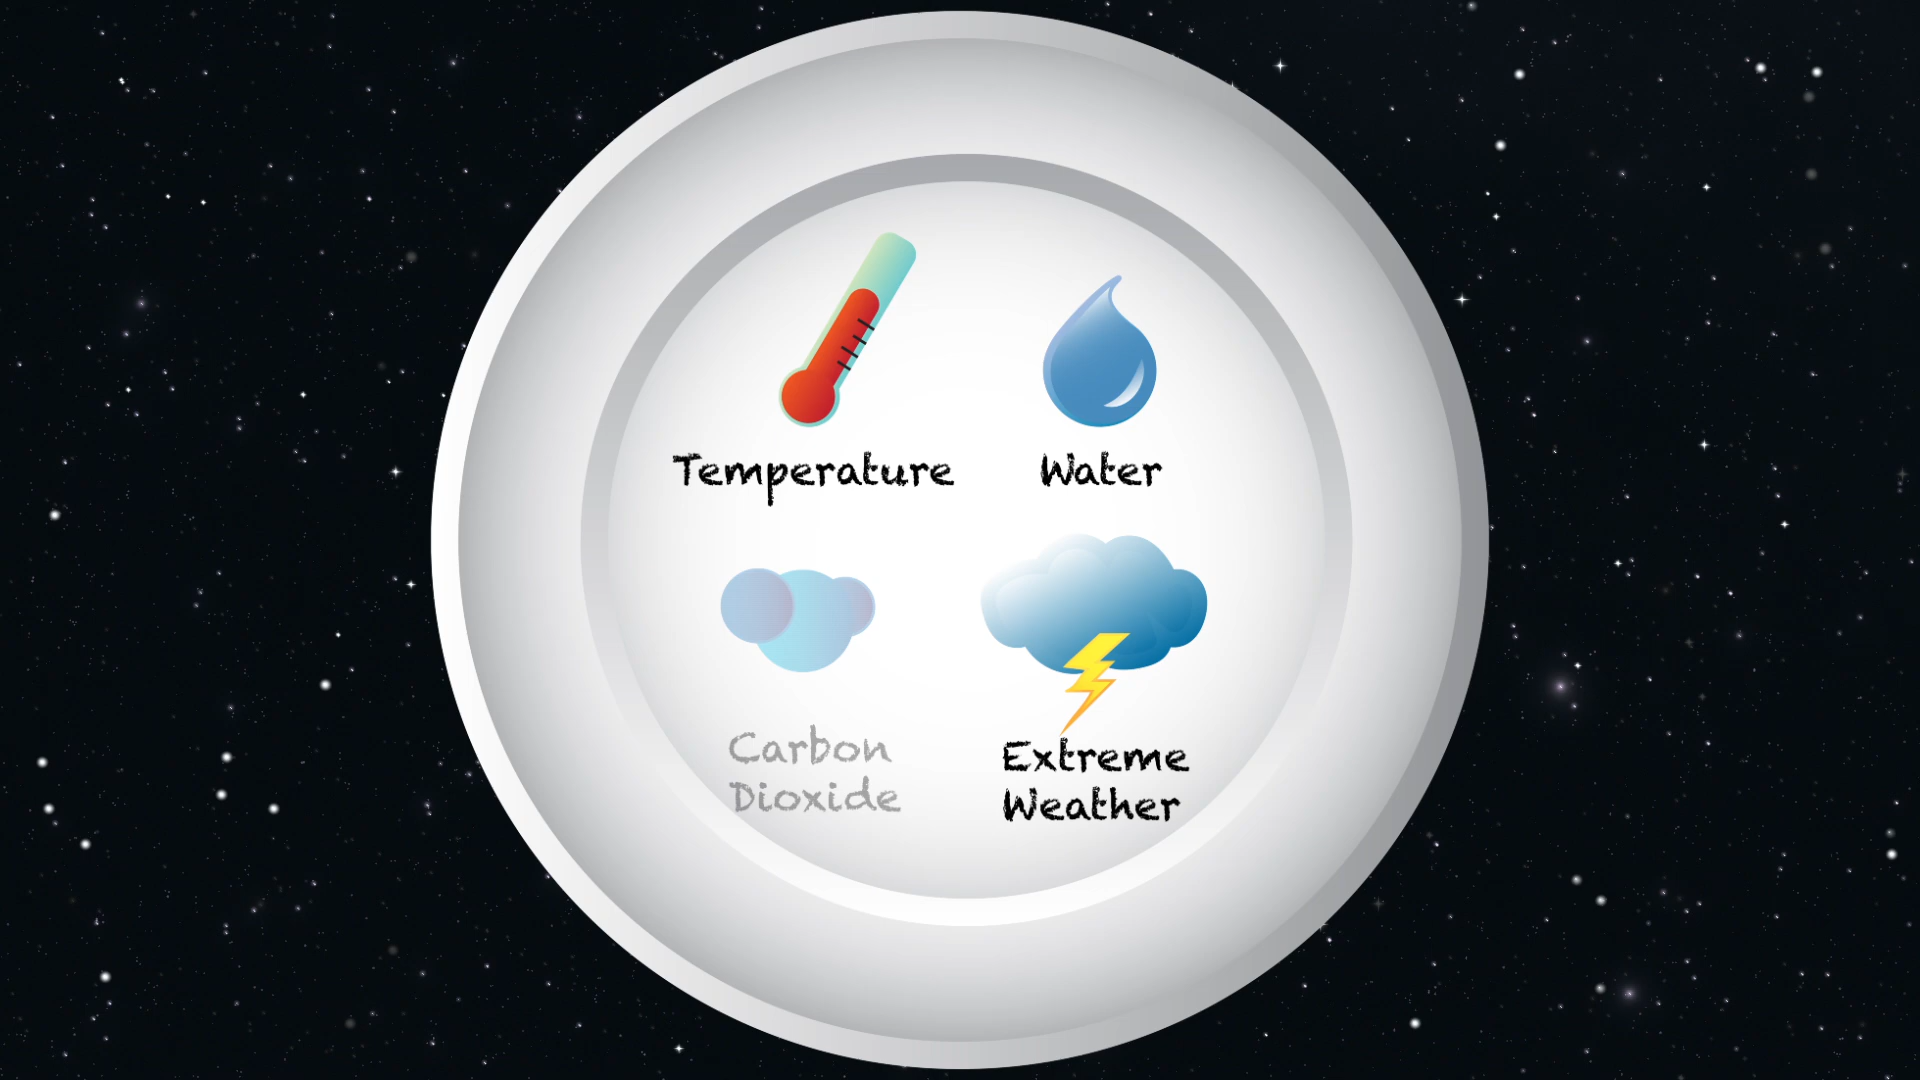 Temperature
Water
Carbon
Dioxide
Extreme
Weather